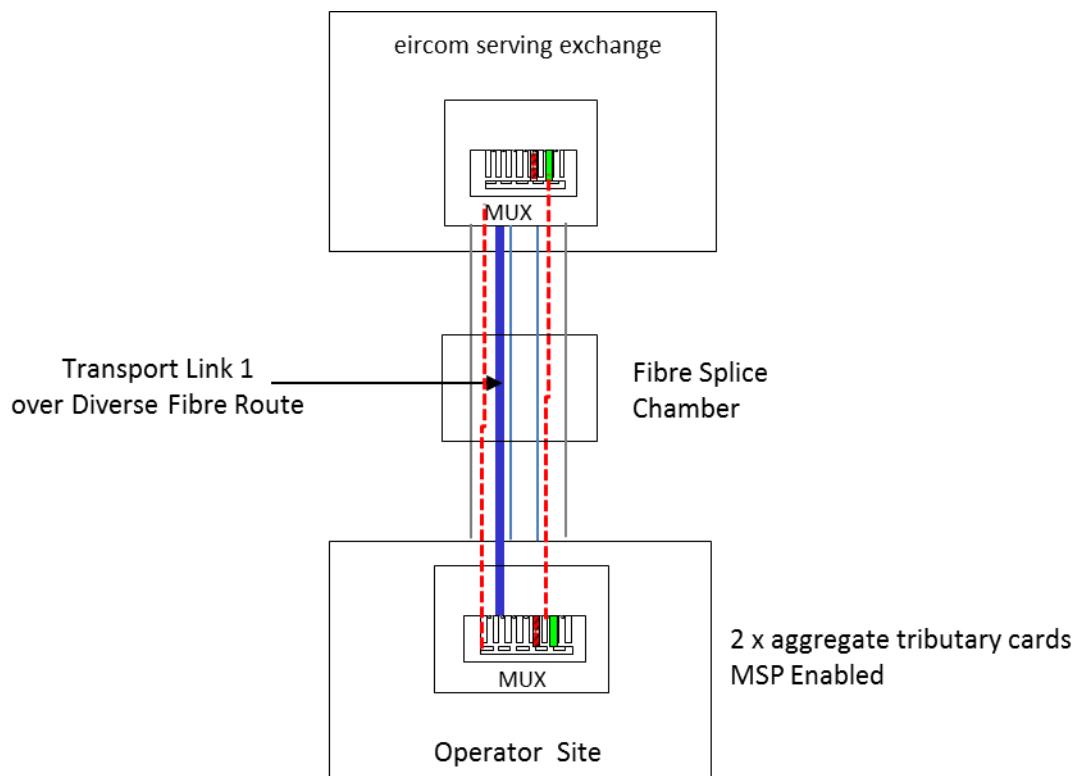 eircom serving exchange
MUX
Transport Link 1
over Diverse Fibre Route
Fibre Splice
Chamber
2 x aggregate tributary cards
MSP Enabled
MUX
Operator Site